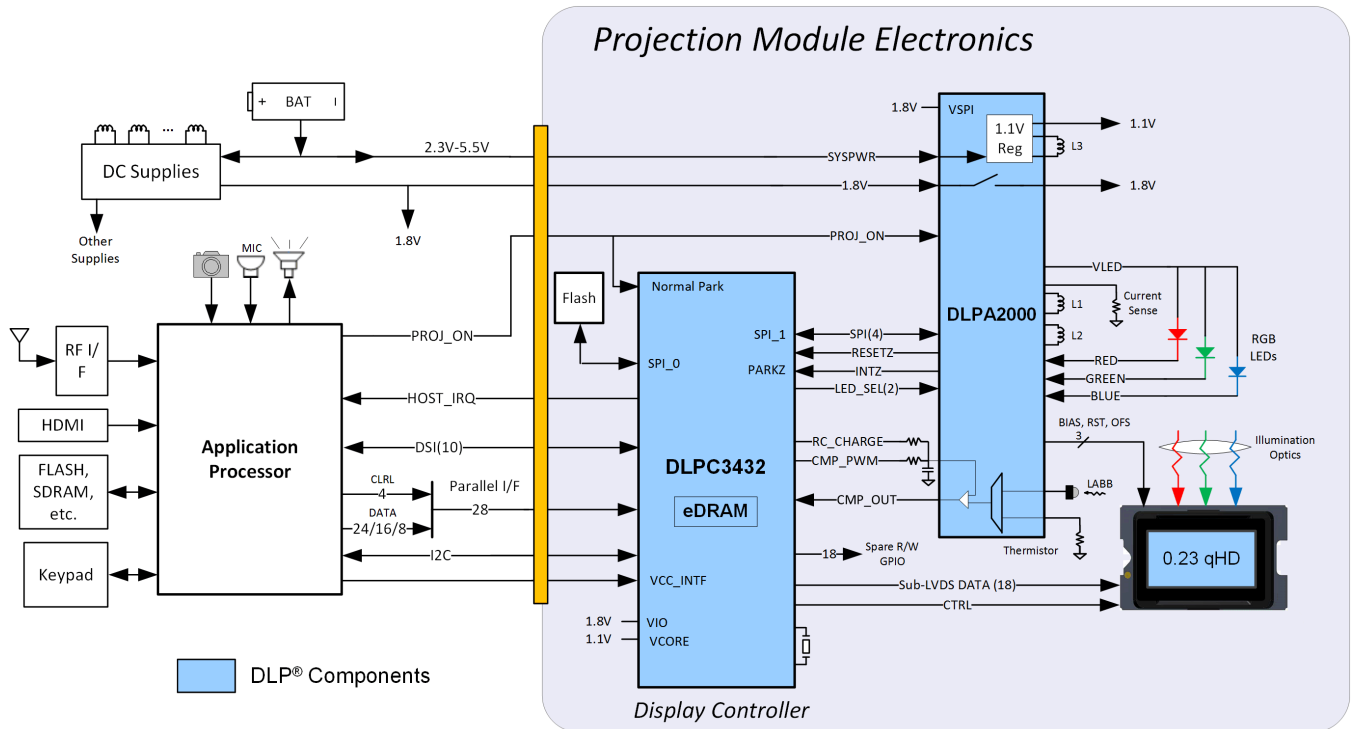 Projection Module Electronics
+ BAT I
...
DC Supplies
2.3V-5.5V
SYSPWR
1.8V
1.8V
Other
Supplies
MIC
PROJ_ON
1.8V
VSPI
1.1V
Reg
1.1V
L3
1.8V
DLPA2000
VLED
L1
Current
Sense
L2
RGB
LEDs
RED
GREEN
BLUE
BIAS, RST, OFS
3
Illumination
Optics
LABB
Thermistor
0.23 qHD
Flash
Normal Park
SPI_0
SPI_1
PARKZ
SPI(4)
RESETZ
INTZ
LED_SEL(2)
DLPC3432
eDRAM
RC_CHARGE
CMP_PWM
CMP_OUT
18
Spare R/W
GPIO
Sub-LVDS DATA (18)
CTRL
VCC_INTF
1.8V
VIO
1.1V
VCORE
Display Controller
RF I/
F
HDMI
FLASH,
SDRAM,
etc.
Keypad
Application
Processor
PROJ_ON
HOST_IRQ
DSI(10)
CLRL
4
DATA
24/16/8
Parallel I/F
28
I2C
DLP® Components